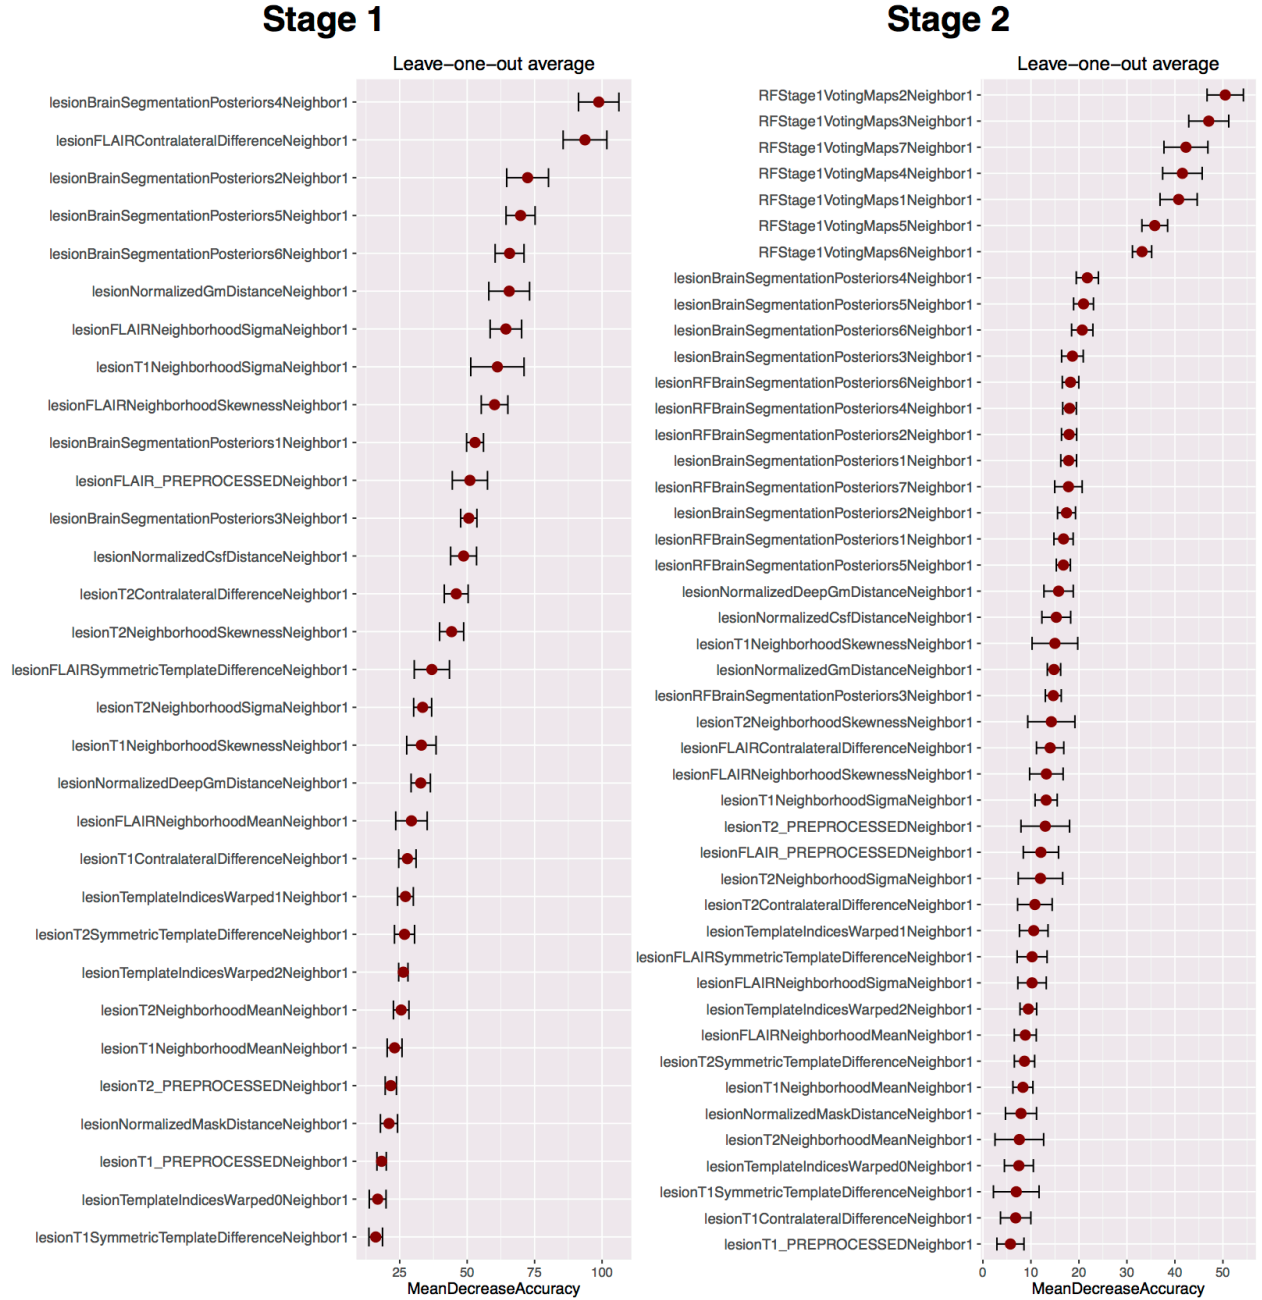 Stage 1
Leave-one-out average
lesionBrainSegmentationPosteriors4Neighbor1
lesionFLAIRContralateralDifferenceNeighbor1
lesionBrainSegmentationPosteriors2Neighbor1
lesionBrainSegmentationPosteriors5Neighbor1
lesionBrainSegmentationPosteriors6Neighbor1
lesionNormalizedGmDistanceNeighbor1
lesionFLAIRNeighborhoodSigmaNeighbor1
lesionT1NeighborhoodSigmaNeighbor1
lesionFLAIRNeighborhoodSkewnessNeighbor1
lesionBrainSegmentationPosteriors1Neighbor1
lesionFLAIR_PREPROCESSEDNeighbor1
lesionBrainSegmentationPosteriors3Neighbor1
lesionNormalizedCsfDistanceNeighbor1
lesionT2ContralateralDifferenceNeighbor1
lesionT2NeighborhoodSkewnessNeighbor1
lesionFLAIRSymmetricTemplateDifferenceNeighbor1
lesionT2NeighborhoodSigmaNeighbor1
lesionT1NeighborhoodSkewnessNeighbor1
lesionNormalizedDeepGmDistanceNeighbor1
lesionFLAIRNeighborhoodMeanNeighbor1
lesionT1ContralateralDifferenceNeighbor1
lesionTemplateIndicesWarped1Neighbor1
lesionT2SymmetricTemplateDifferenceNeighbor1
lesionTemplateIndicesWarped2Neighbor1
lesionT2NeighborhoodMeanNeighbor1
lesionT1NeighborhoodMeanNeighbor1
lesionT2_PREPROCESSEDNeighbor1
lesionNormalizedMaskDistanceNeighbor1
lesionT1_PREPROCESSEDNeighbor1
lesionTemplateIndicesWarped0Neighbor1
lesionT1SymmetricTemplateDifferenceNeighbor1
25 50 75 100
MeanDecreaseAccuracy
Stage 2
Leave-one-out average
RFStage1VotingMaps2Neighbor1
RFStage1VotingMaps3Neighbor1
RFStage1VotingMaps7Neighbor1
RFStage1VotingMaps4Neighbor1
RFStage1VotingMaps1Neighbor1
RFStage1VotingMaps5Neighbor1
RFStage1VotingMaps6Neighbor1
lesionBrainSegmentationPosteriors4Neighbor1
lesionBrainSegmentationPosteriors5Neighbor1
lesionBrainSegmentationPosteriors6Neighbor1
lesionBrainSegmentationPosteriors3Neighbor1
lesionRFBrainSegmentationPosteriors6Neighbor1
lesionRFBrainSegmentationPosteriors4Neighbor1
lesionRFBrainSegmentationPosteriors2Neighbor1
lesionBrainSegmentationPosteriors1Neighbor1
lesionRFBrainSegmentationPosteriors7Neighbor1
lesionBrainSegmentationPosteriors2Neighbor1
lesionRFBrainSegmentationPosteriors1Neighbor1
lesionRFBrainSegmentationPosteriors5Neighbor1
lesionNormalizedDeepGmDistanceNeighbor1
lesionNormalizedCsfDistanceNeighbor1
lesionT1NeighborhoodSkewnessNeighbor1
lesionNormalizedGmDistanceNeighbor1
lesionRFBrainSegmentationPosteriors3Neighbor1
lesionT2NeighborhoodSkewnessNeighbor1
lesionFLAIRContralateralDifferenceNeighbor1
lesionFLAIRNeighborhoodSkewnessNeighbor1
lesionT1NeighborhoodSigmaNeighbor1
lesionT2_PREPROCESSEDNeighbor1
lesionFLAIR_PREPROCESSEDNeighbor1
lesionT2NeighborhoodSigmaNeighbor1
lesionT2ContralateralDifferenceNeighbor1
lesionTemplateIndicesWarped1Neighbor1
lesionFLAIRSymmetricTemplateDifferenceNeighbor1
lesionFLAIRNeighborhoodSigmaNeighbor1
lesionTemplateIndicesWarped2Neighbor1
lesionFLAIRNeighborhoodMeanNeighbor1
lesionT2SymmetricTemplateDifferenceNeighbor1
lesionT1NeighborhoodMeanNeighbor1
lesionNormalizedMaskDistanceNeighbor1
lesionT2NeighborhoodMeanNeighbor1
lesionTemplateIndicesWarped0Neighbor1
lesionT1SymmetricTemplateDifferenceNeighbor1
lesionT1ContralateralDifferenceNeighbor1
lesionT1_PREPROCESSEDNeighbor1
0 10 20 30 40 50
MeanDecreaseAccuracy